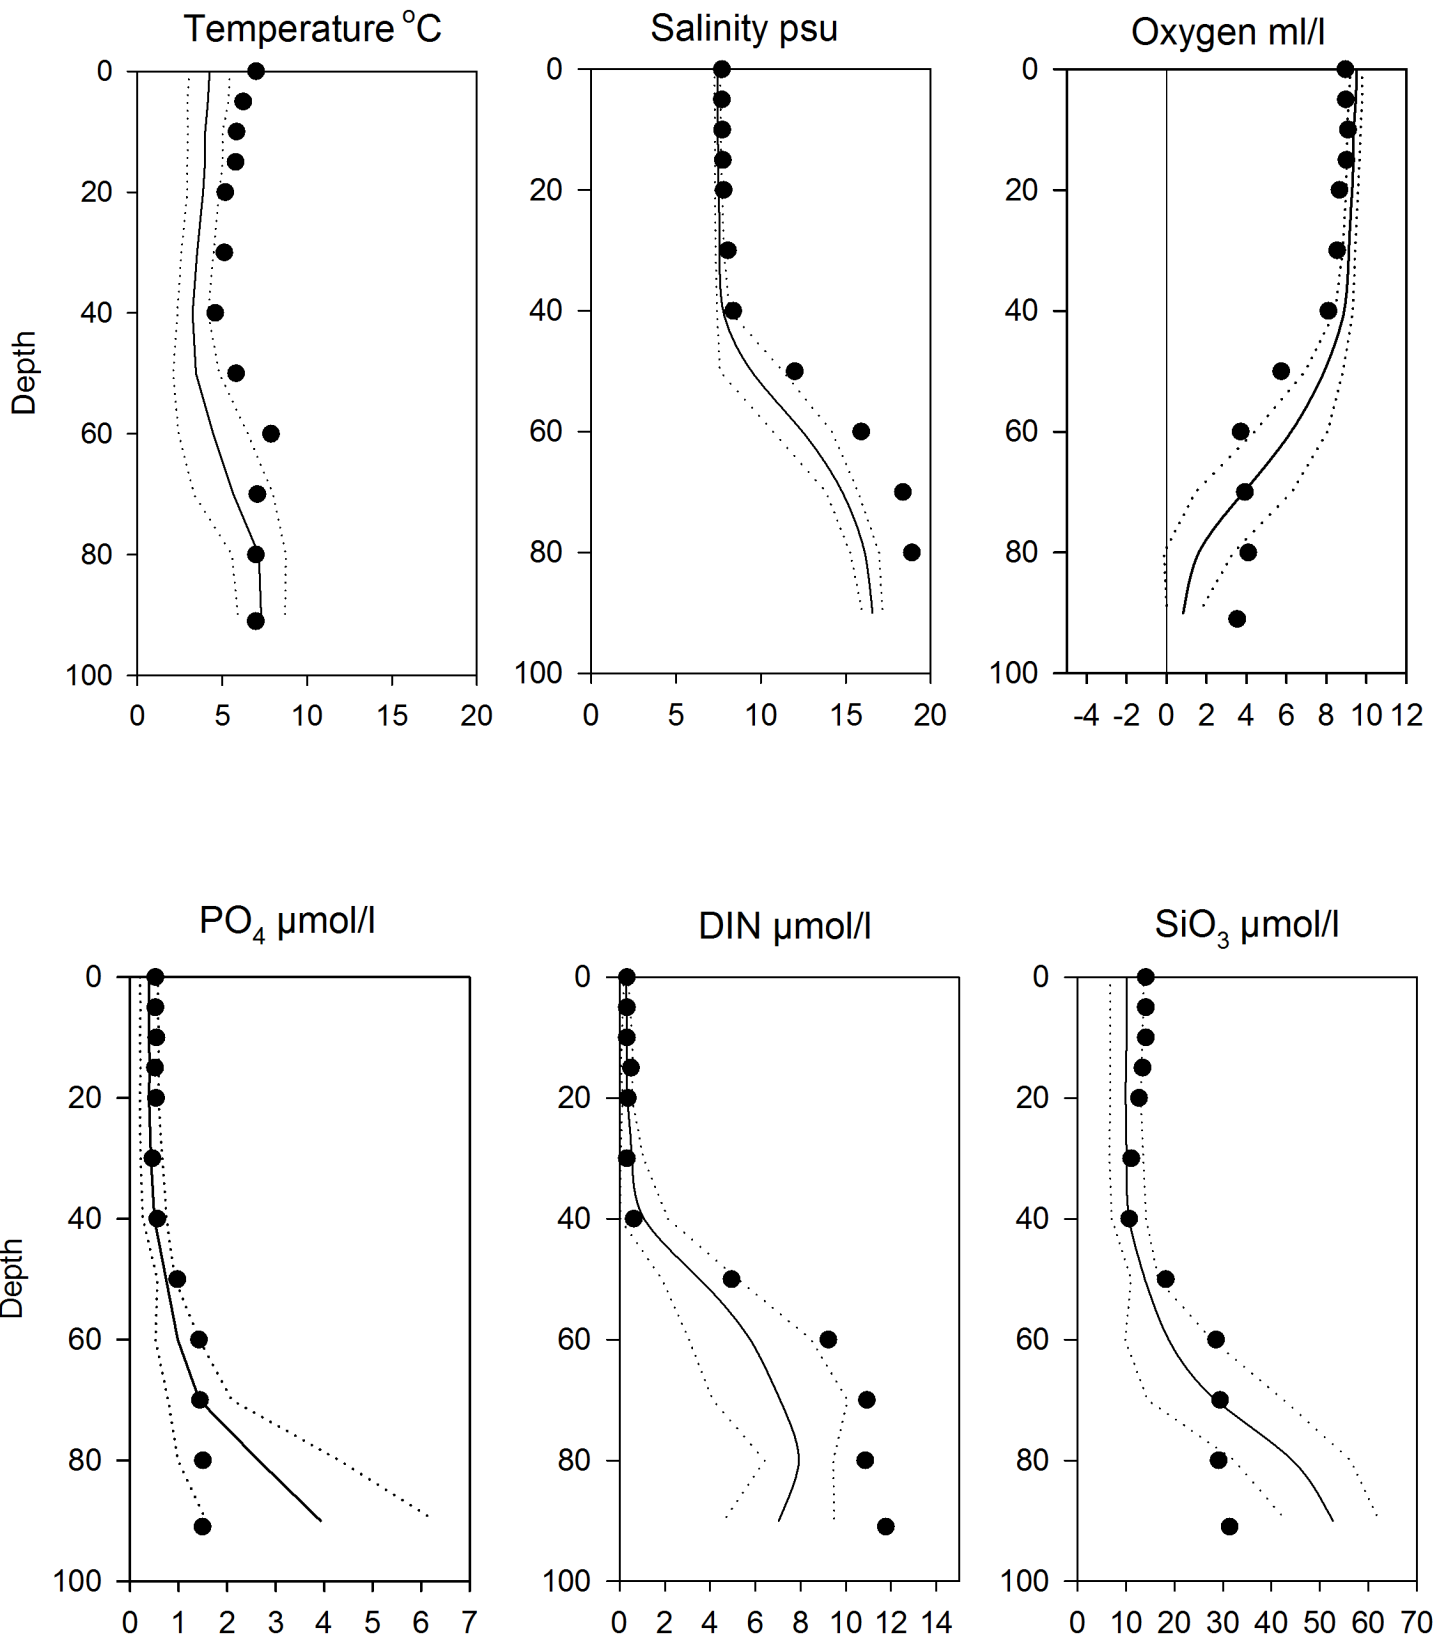 Temperature °C
Salinity psu
Oxygen ml/l
Depth
0
20
40
60
80
100
0 5 10 15 20
0
20
40
60
80
100
0 5 10 15 20
0
20
40
60
80
100
-4 -2 0 2 4 6 8 10 12
PO₄ µmol/l
DIN µmol/l
SiO₃ µmol/l
Depth
0
20
40
60
80
100
0 1 2 3 4 5 6 7
0
20
40
60
80
100
0 2 4 6 8 10 12 14
0
20
40
60
80
100
0 10 20 30 40 50 60 70